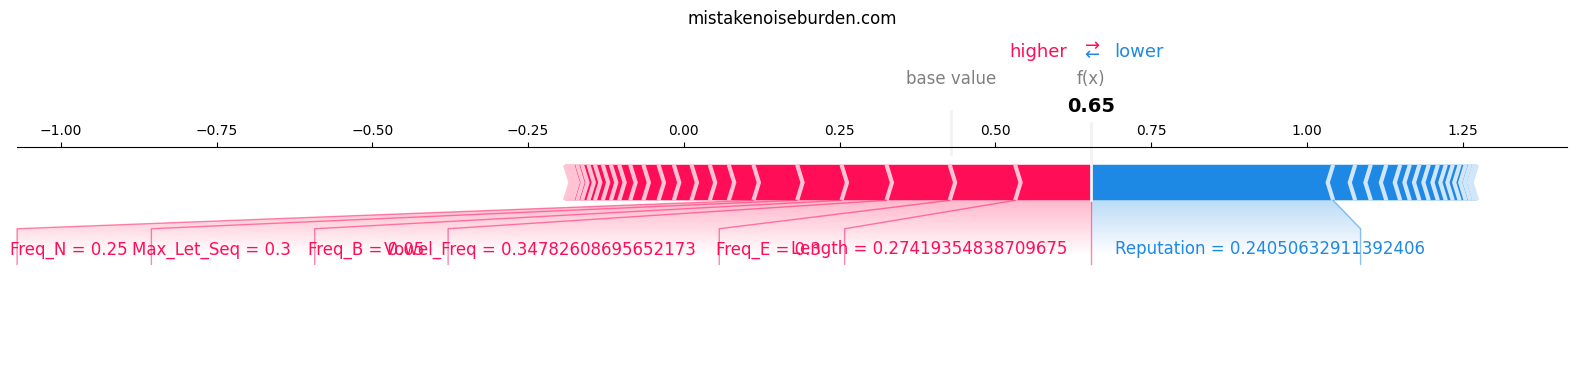 mistakenoiseburden.com
higher ⇄ lower
base value f(x)
0.65
−1.00 −0.75 −0.50 −0.25 0.00 0.25 0.50 0.75 1.00 1.25
Freq_N = 0.25 Max_Let_Seq = 0.3 Freq_B = 0.05 Vowel_Freq = 0.34782608695652173 Freq_E = 0.3 Length = 0.27419354838709675 Reputation = 0.24050632911392406